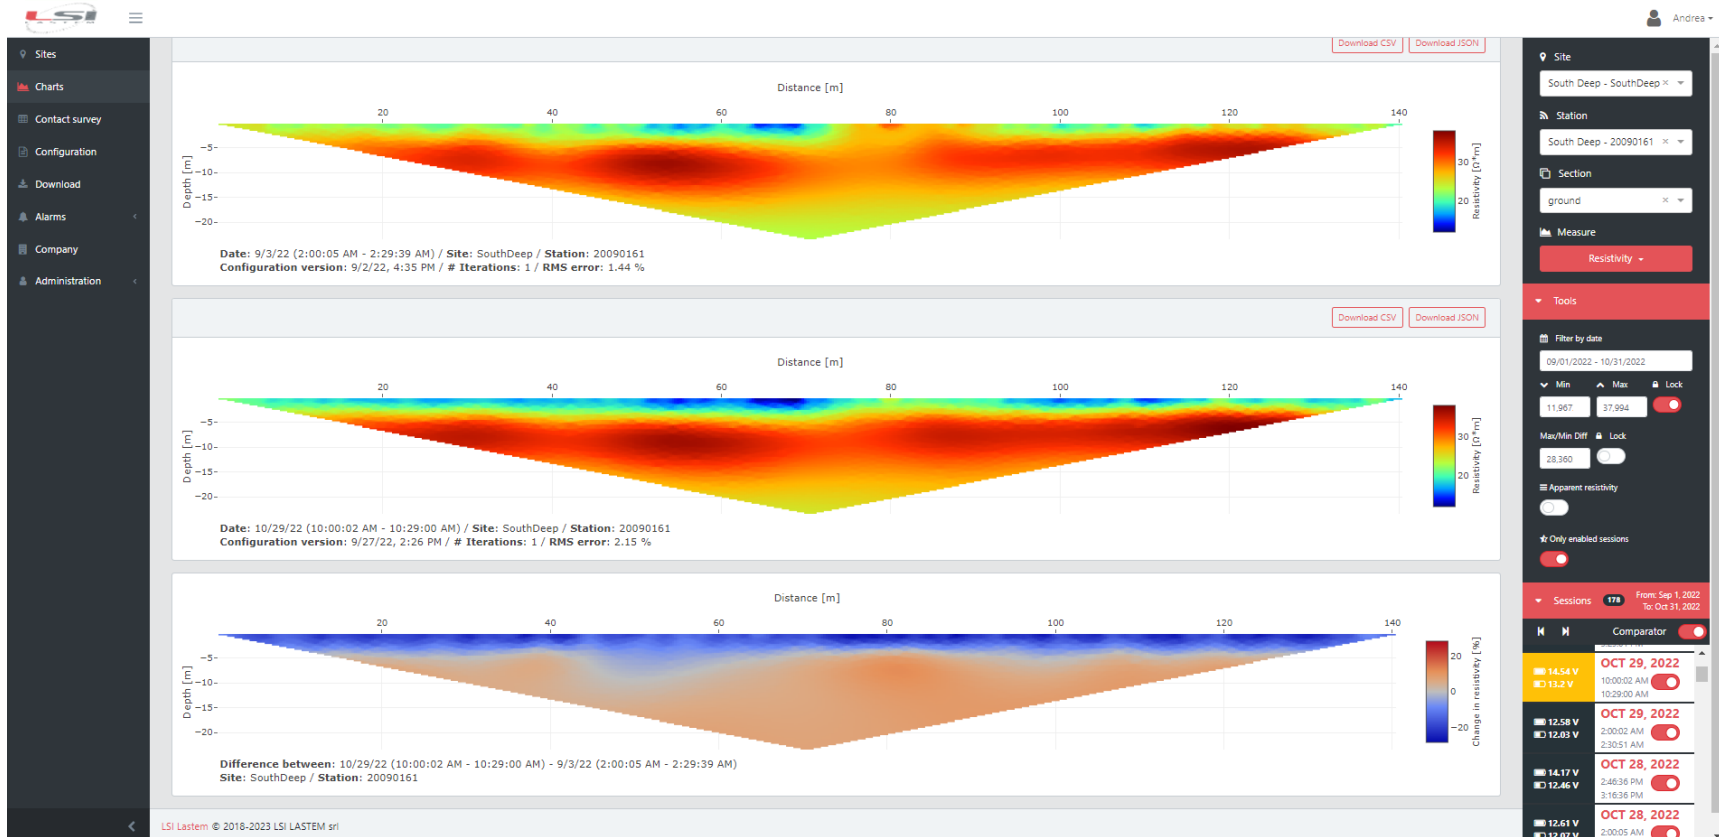 LSI
LASTEM
Andrea
Sites
Charts
Contact survey
Configuration
Download
Alarms
Company
Administration
Download CSV Download JSON
Distance [m]
20 40 60 80 100 120 140
Depth [m]
−5
−10
−15
−20
30
20
Resistivity [Ω*m]
Date: 9/3/22 (2:00:05 AM - 2:29:39 AM) / Site: SouthDeep / Station: 20090161
Configuration version: 9/2/22, 4:35 PM / # Iterations: 1 / RMS error: 1.44 %
Download CSV Download JSON
Distance [m]
20 40 60 80 100 120 140
Depth [m]
−5
−10
−15
−20
30
20
Resistivity [Ω*m]
Date: 10/29/22 (10:00:02 AM - 10:29:00 AM) / Site: SouthDeep / Station: 20090161
Configuration version: 9/27/22, 2:26 PM / # Iterations: 1 / RMS error: 2.15 %
Distance [m]
20 40 60 80 100 120 140
Depth [m]
−5
−10
−15
−20
20
0
−20
Change in resistivity [%]
Difference between: 10/29/22 (10:00:02 AM - 10:29:00 AM) - 9/3/22 (2:00:05 AM - 2:29:39 AM)
Site: SouthDeep / Station: 20090161
LSI Lastem © 2018-2023 LSI LASTEM srl
Site
South Deep - SouthDeep ×
Station
South Deep - 20090161 ×
Section
ground ×
Measure
Resistivity
Tools
Filter by date
09/01/2022 - 10/31/2022
Min Max Lock
11,967 37,994
Max/Min Diff Lock
28,360
Apparent resistivity
Only enabled sessions
Sessions 178 From: Sep 1, 2022
To: Oct 31, 2022
Comparator
14.54 V
13.2 V
OCT 29, 2022
10:00:02 AM
10:29:00 AM
12.58 V
12.03 V
OCT 29, 2022
2:00:02 AM
2:30:51 AM
14.17 V
12.46 V
OCT 28, 2022
2:46:36 PM
3:16:36 PM
12.61 V
12.07 V
OCT 28, 2022
2:00:05 AM